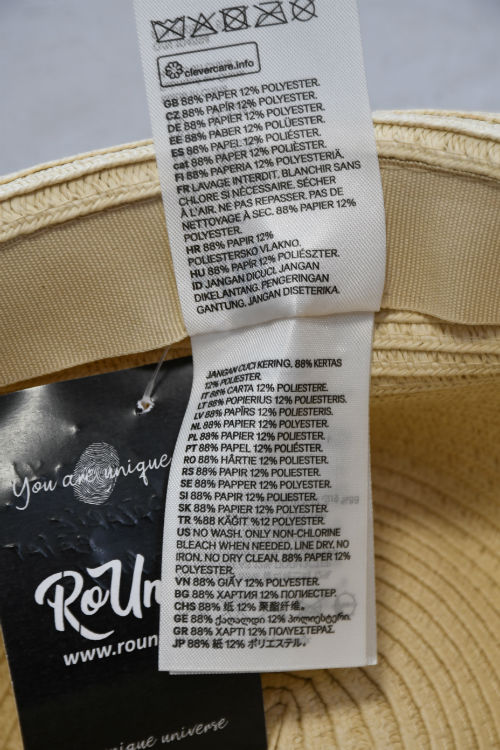 clevercare.info
GB 88% PAPER 12% POLYESTER.
CZ 88% PAPÍR 12% POLYESTER.
DE 88% PAPIER 12% POLYESTER.
EE 88% PABER 12% POLÜESTER.
ES 88% PAPEL 12% POLIÉSTER.
cat 88% PAPER 12% POLIÈSTER.
FI 88% PAPERIA 12% POLYESTERIÄ.
FR LAVAGE INTERDIT. BLANCHIR SANS
CHLORE SI NÉCESSAIRE. SÉCHER
À L'AIR. NE PAS REPASSER. PAS DE
NETTOYAGE À SEC. 88% PAPIER 12%
POLYESTER.
HR 88% PAPIR 12%
POLIESTERSKO VLAKNO.
HU 88% PAPÍR 12% POLIÉSZTER.
ID JANGAN DICUCI. JANGAN
DIKELANTANG. PENGERINGAN
GANTUNG. JANGAN DISETERIKA.
JANGAN CUCI KERING. 88% KERTAS
12% POLIESTER.
IT 88% CARTA 12% POLIESTERE.
LT 88% POPIERIUS 12% POLIESTERIS.
LV 88% PAPĪRS 12% POLIESTERIS.
NL 88% PAPIER 12% POLYESTER.
PL 88% PAPIER 12% POLIESTER.
PT 88% PAPEL 12% POLIÉSTER.
RO 88% HÂRTIE 12% POLIESTER.
RS 88% PAPIR 12% POLIESTER.
SE 88% PAPPER 12% POLYESTER.
SI 88% PAPIR 12% POLIESTER.
SK 88% PAPIER 12% POLYESTER.
TR %88 KÂĞIT %12 POLYESTER.
US NO WASH. ONLY NON-CHLORINE
BLEACH WHEN NEEDED. LINE DRY. NO
IRON. NO DRY CLEAN. 88% PAPER 12%
POLYESTER.
VN 88% GIẤY 12% POLYESTER.
BG 88% ХАРТИЯ 12% ПОЛИЕСТЕР.
CHS 88% 纸 12% 聚酯纤维。
GE 88% ქაღალდი 12% პოლიესტერი.
GR 88% ΧΑΡΤΙ 12% ΠΟΛΥΕΣΤΕΡΑΣ.
JP 88% 紙 12% ポリエステル.
You are unique
RoUn
www.roun
unique universe